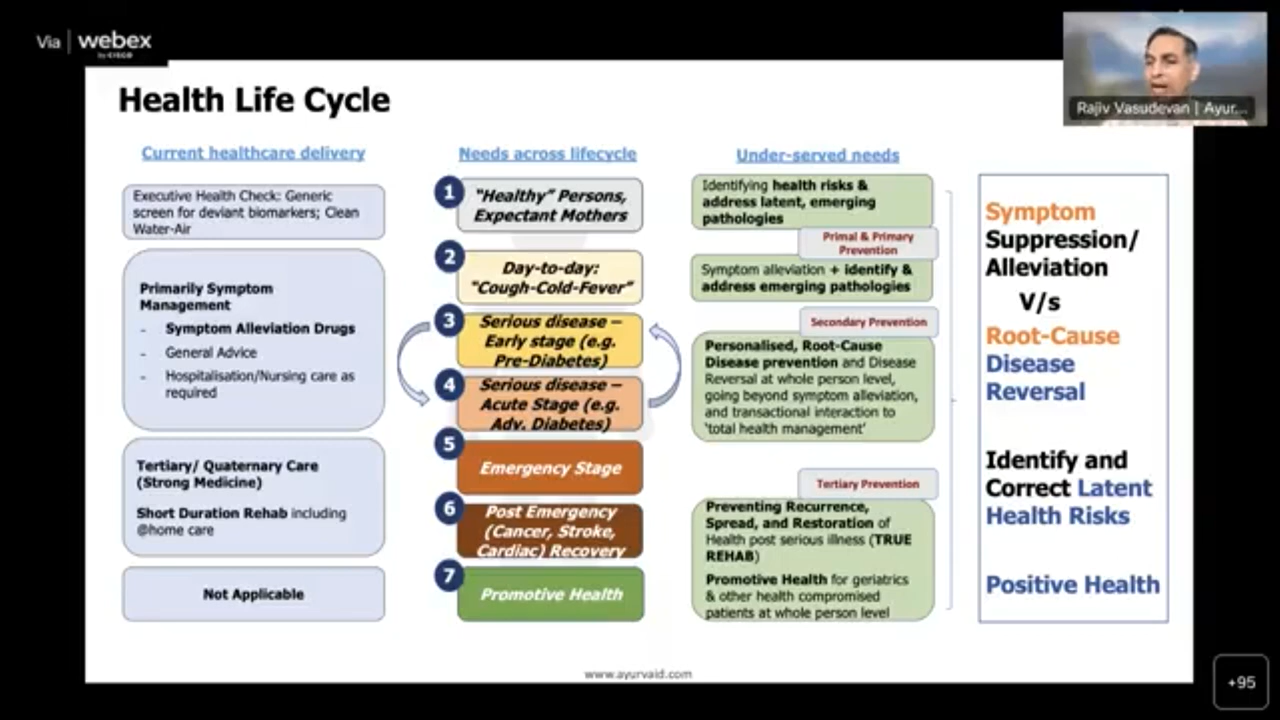 Via | webex
by CISCO
Rajiv Vasudevan | Ayur...
Health Life Cycle
Current healthcare delivery
Executive Health Check: Generic
screen for deviant biomarkers; Clean
Water-Air
Primarily Symptom
Management
- Symptom Alleviation Drugs
- General Advice
- Hospitalisation/Nursing care as
required
Tertiary/ Quaternary Care
(Strong Medicine)
Short Duration Rehab including
@home care
Not Applicable
Needs across lifecycle
1
"Healthy" Persons,
Expectant Mothers
2
Day-to-day:
"Cough-Cold-Fever"
3
Serious disease –
Early stage (e.g.
Pre-Diabetes)
4
Serious disease –
Acute Stage (e.g.
Adv. Diabetes)
5
Emergency Stage
6
Post Emergency
(Cancer, Stroke,
Cardiac) Recovery
7
Promotive Health
Under-served needs
Identifying health risks &
address latent, emerging
pathologies
Primal & Primary
Prevention
Symptom alleviation + identify &
address emerging pathologies
Secondary Prevention
Personalised, Root-Cause
Disease prevention and Disease
Reversal at whole person level,
going beyond symptom alleviation,
and transactional interaction to
'total health management'
Tertiary Prevention
Preventing Recurrence,
Spread, and Restoration of
Health post serious illness (TRUE
REHAB)
Promotive Health for geriatrics
& other health compromised
patients at whole person level
Symptom
Suppression/
Alleviation
V/s
Root-Cause
Disease
Reversal
Identify and
Correct Latent
Health Risks
Positive Health
www.ayurvaid.com
+95